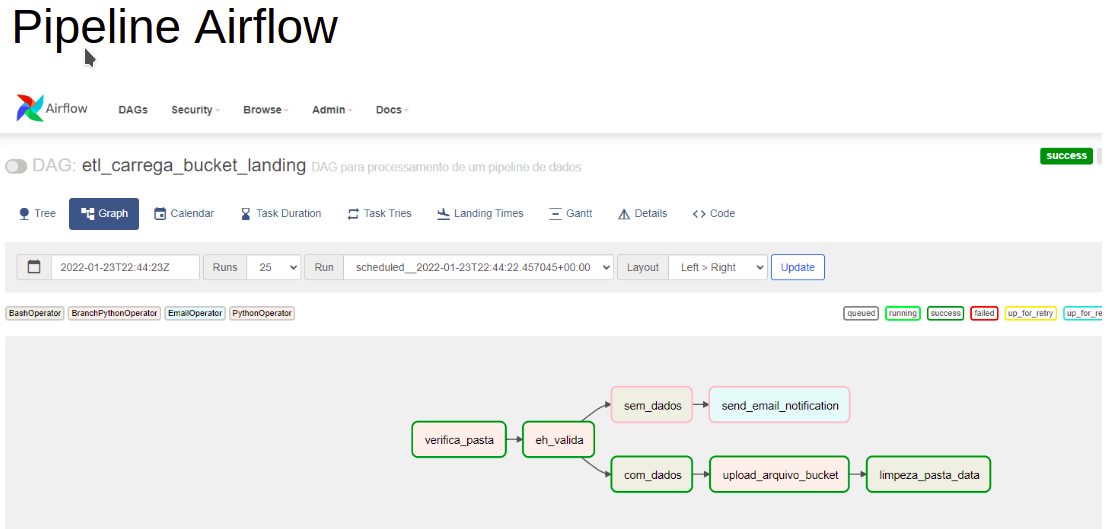 Pipeline Airflow
Airflow DAGs Security Browse Admin Docs
DAG: etl_carrega_bucket_landing DAG para processamento de um pipeline de dados success
Tree Graph Calendar Task Duration Task Tries Landing Times Gantt Details Code
2022-01-23T22:44:23Z Runs 25 Run scheduled__2022-01-23T22:44:22.457045+00:00 Layout Left > Right Update
BashOperator BranchPythonOperator EmailOperator PythonOperator queued running success failed up_for_retry up_for_re
sem_dados send_email_notification
verifica_pasta eh_valida
com_dados upload_arquivo_bucket limpeza_pasta_data